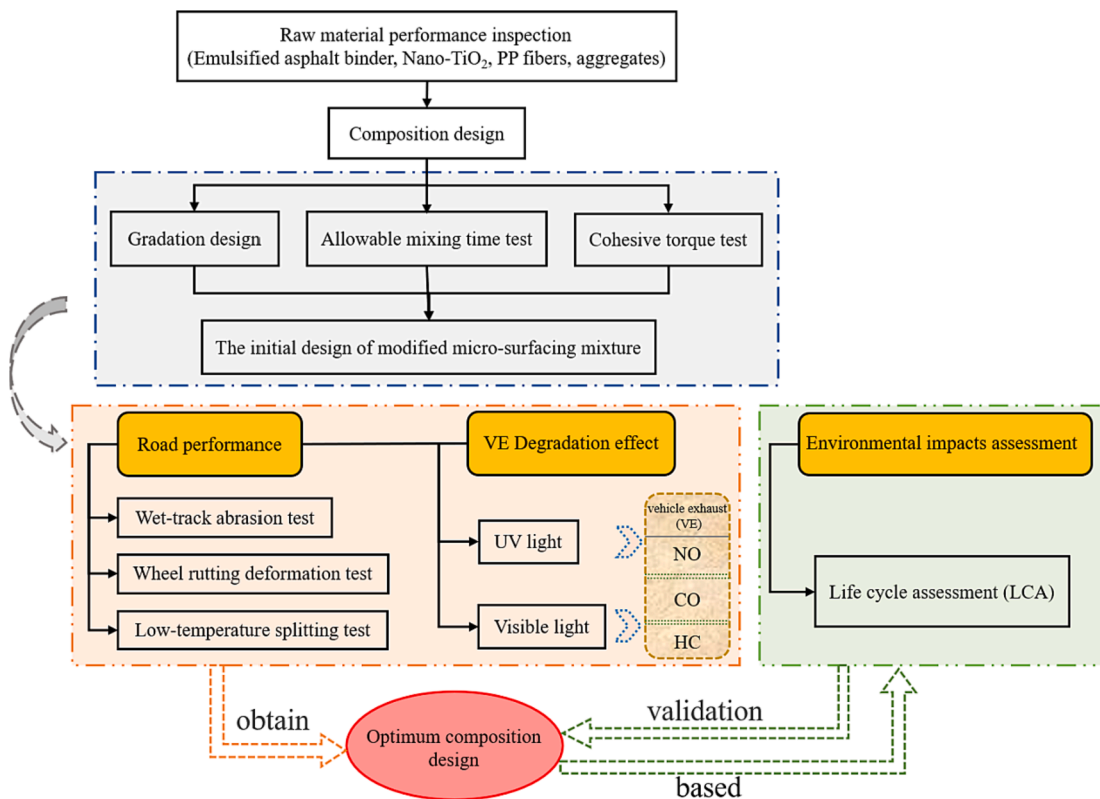 Raw material performance inspection
(Emulsified asphalt binder, Nano-TiO₂, PP fibers, aggregates)
Composition design
Gradation design
Allowable mixing time test
Cohesive torque test
The initial design of modified micro-surfacing mixture
Road performance
VE Degradation effect
Environmental impacts assessment
Wet-track abrasion test
Wheel rutting deformation test
Low-temperature splitting test
UV light
Visible light
vehicle exhaust
(VE)
NO
CO
HC
Life cycle assessment (LCA)
obtain
Optimum composition
design
validation
based